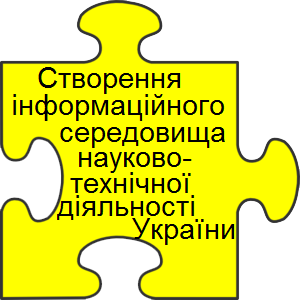 Створення
інформаційного
середовища
науково-
технічної
діяльності
України